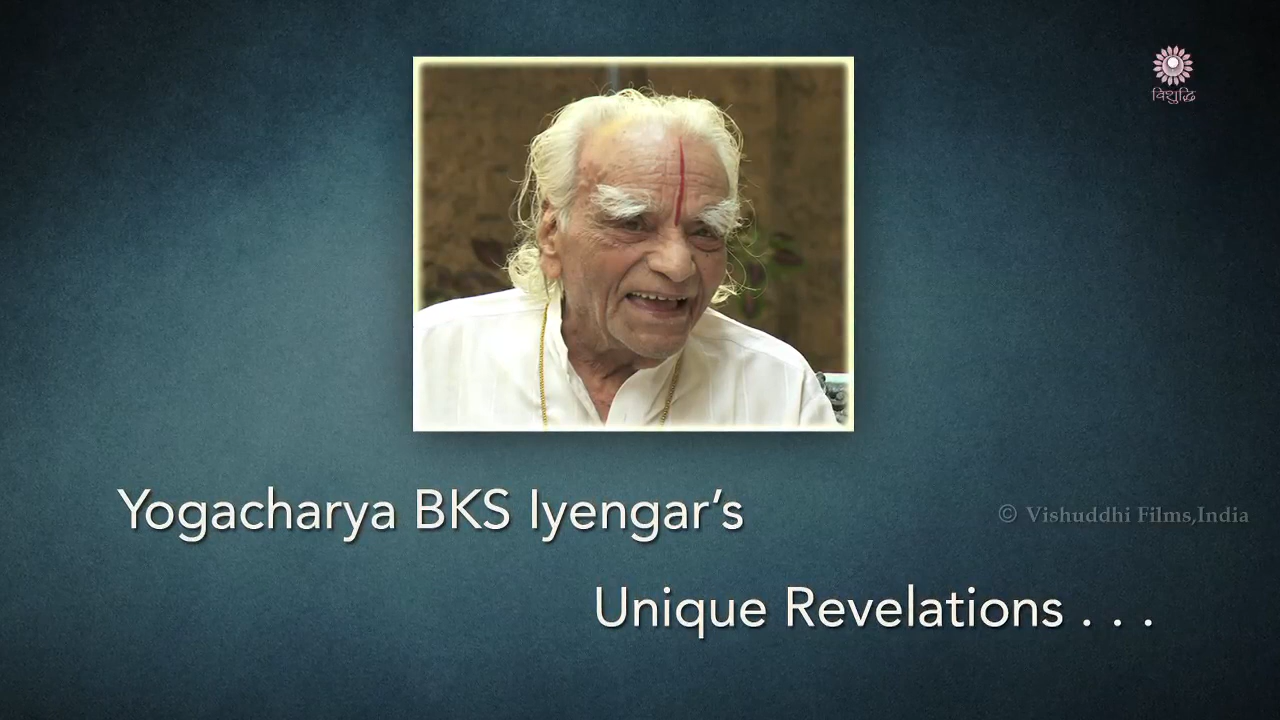 विशुद्धि
Yogacharya BKS Iyengar's
© Vishuddhi Films,India
Unique Revelations . . .